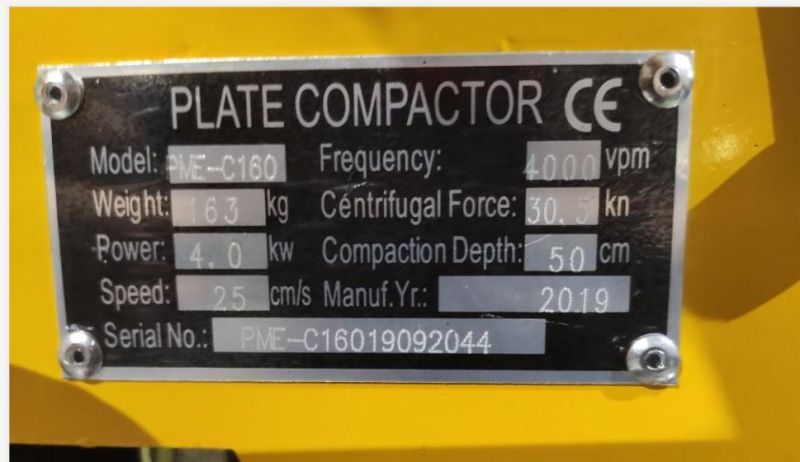 PLATE COMPACTOR CE
Model: PME-C160 Frequency: 4000 vpm
Weight: 163 kg Centrifugal Force: 30.5 kn
Power: 4.0 kw Compaction Depth: 50 cm
Speed: 25 cm/s Manuf.Yr.: 2019
Serial No.: PME-C16019092044